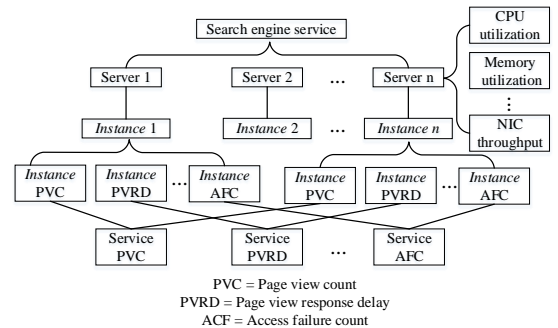 Search engine service
CPU
utilization
Server 1
Server 2
...
Server n
Memory
utilization
...
Instance 1
Instance 2
...
Instance n
NIC
throughput
Instance
PVC
Instance
PVRD
...
Instance
AFC
Instance
PVC
Instance
PVRD
...
Instance
AFC
Service
PVC
Service
PVRD
...
Service
AFC
PVC = Page view count
PVRD = Page view response delay
ACF = Access failure count